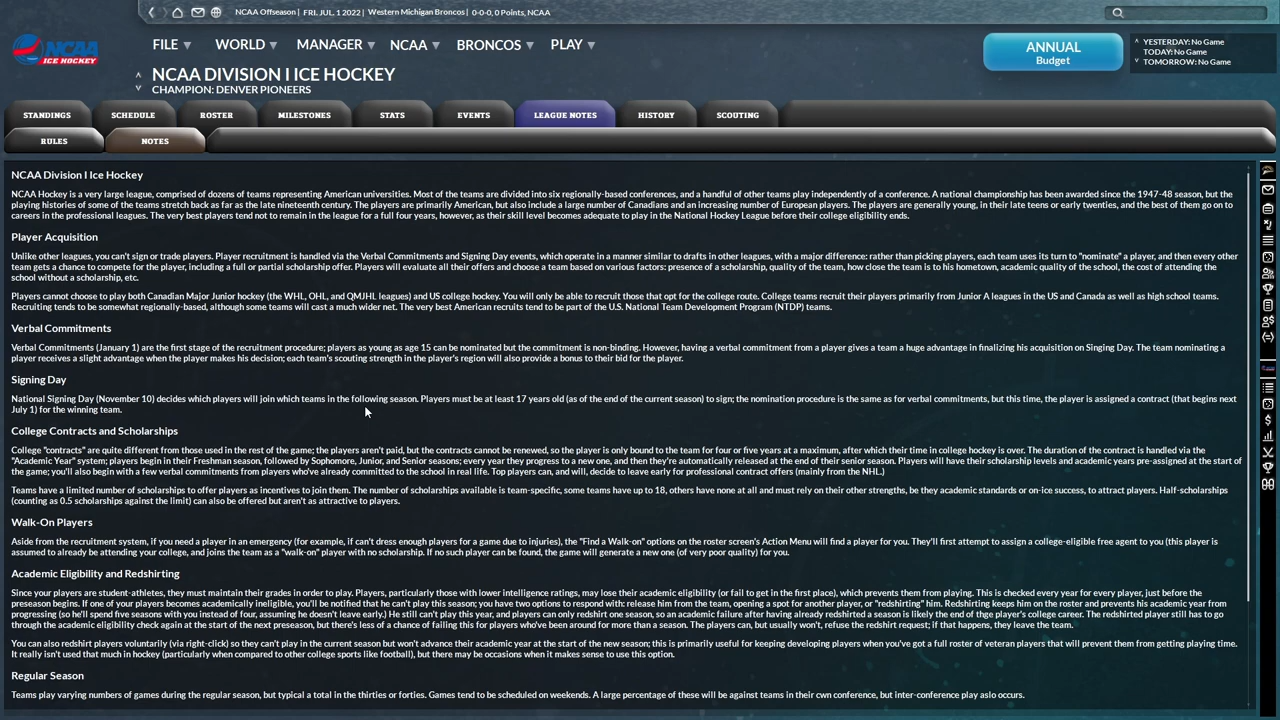 NCAA Offseason | FRI. JUL. 1 2022 | Western Michigan Broncos | 0-0-0, 0 Points, NCAA
NCAA
ICE HOCKEY
FILE WORLD MANAGER NCAA BRONCOS PLAY
ANNUAL
Budget
YESTERDAY: No Game
TODAY: No Game
TOMORROW: No Game
NCAA DIVISION I ICE HOCKEY
CHAMPION: DENVER PIONEERS
STANDINGS SCHEDULE ROSTER MILESTONES STATS EVENTS LEAGUE NOTES HISTORY SCOUTING
RULES NOTES
NCAA Division I Ice Hockey
NCAA Hockey is a very large league, comprised of dozens of teams representing American universities. Most of the teams are divided into six regionally-based conferences, and a handful of other teams play independently of a conference. A national championship has been awarded since the 1947-48 season, but the
playing histories of some of the teams stretch back as far as the late nineteenth century. The players are primarily American, but also include a large number of Canadians and an increasing number of European players. The players are generally young, in their late teens or early twenties, and the best of them go on to
careers in the professional leagues. The very best players tend not to remain in the league for a full four years, however, as their skill level becomes adequate to play in the National Hockey League before their college eligibility ends.
Player Acquisition
Unlike other leagues, you can't sign or trade players. Player recruitment is handled via the Verbal Commitments and Signing Day events, which operate in a manner similar to drafts in other leagues, with a major difference: rather than picking players, each team uses its turn to "nominate" a player, and then every other
team gets a chance to compete for the player, including a full or partial scholarship offer. Players will evaluate all their offers and choose a team based on various factors: presence of a scholarship, quality of the team, how close the team is to his hometown, academic quality of the school, the cost of attending the
school without a scholarship, etc.
Players cannot choose to play both Canadian Major Junior hockey (the WHL, OHL, and QMJHL leagues) and US college hockey. You will only be able to recruit those that opt for the college route. College teams recruit their players primarily from Junior A leagues in the US and Canada as well as high school teams.
Recruiting tends to be somewhat regionally-based, although some teams will cast a much wider net. The very best American recruits tend to be part of the U.S. National Team Development Program (NTDP) teams.
Verbal Commitments
Verbal Commitments (January 1) are the first stage of the recruitment procedure; players as young as age 15 can be nominated but the commitment is non-binding. However, having a verbal commitment from a player gives a team a huge advantage in finalizing his acquisition on Singing Day. The team nominating a
player receives a slight advantage when the player makes his decision; each team's scouting strength in the player's region will also provide a bonus to their bid for the player.
Signing Day
National Signing Day (November 10) decides which players will join which teams in the following season. Players must be at least 17 years old (as of the end of the current season) to sign; the nomination procedure is the same as for verbal commitments, but this time, the player is assigned a contract (that begins next
July 1) for the winning team.
College Contracts and Scholarships
College "contracts" are quite different from those used in the rest of the game; the players aren't paid, but the contracts cannot be renewed, so the player is only bound to the team for four or five years at a maximum, after which their time in college hockey is over. The duration of the contract is handled via the
"Academic Year" system; players begin in their Freshman season, followed by Sophomore, Junior, and Senior seasons; every year they progress to a new one, and then they're automatically released at the end of their senior season. Players will have their scholarship levels and academic years pre-assigned at the start of
the game; you'll also begin with a few verbal commitments from players who've already committed to the school in real life. Top players can, and will, decide to leave early for professional contract offers (mainly from the NHL.)
Teams have a limited number of scholarships to offer players as incentives to join them. The number of scholarships available is team-specific, some teams have up to 18, others have none at all and must rely on their other strengths, be they academic standards or on-ice success, to attract players. Half-scholarships
(counting as 0.5 scholarships against the limit) can also be offered but aren't as attractive to players.
Walk-On Players
Aside from the recruitment system, if you need a player in an emergency (for example, if can't dress enough players for a game due to injuries), the "Find a Walk-on" options on the roster screen's Action Menu will find a player for you. They'll first attempt to assign a college-eligible free agent to you (this player is
assumed to already be attending your college, and joins the team as a "walk-on" player with no scholarship. If no such player can be found, the game will generate a new one (of very poor quality) for you.
Academic Eligibility and Redshirting
Since your players are student-athletes, they must maintain their grades in order to play. Players, particularly those with lower intelligence ratings, may lose their academic eligibility (or fail to get in the first place), which prevents them from playing. This is checked every year for every player, just before the
preseason begins. If one of your players becomes academically ineligible, you'll be notified that he can't play this season; you have two options to respond with: release him from the team, opening a spot for another player, or "redshirting" him. Redshirting keeps him on the roster and prevents his academic year from
progressing (so he'll spend five seasons with you instead of four, assuming he doesn't leave early.) He still can't play this year, and players can only redshirt one season, so an academic failure after having already redshirted a season is likely the end of thge player's college career. The redshirted player still has to go
through the academic eligibility check again at the start of the next preseason, but there's less of a chance of failing this for players who've been around for more than a season. The players can, but usually won't, refuse the redshirt request; if that happens, they leave the team.
You can also redshirt players voluntarily (via right-click) so they can't play in the current season but won't advance their academic year at the start of the new season; this is primarily useful for keeping developing players when you've got a full roster of veteran players that will prevent them from getting playing time.
It really isn't used that much in hockey (particularly when compared to other college sports like football), but there may be occasions when it makes sense to use this option.
Regular Season
Teams play varying numbers of games during the regular season, but typical a total in the thirties or forties. Games tend to be scheduled on weekends. A large percentage of these will be against teams in their own conference, but inter-conference play aslo occurs.